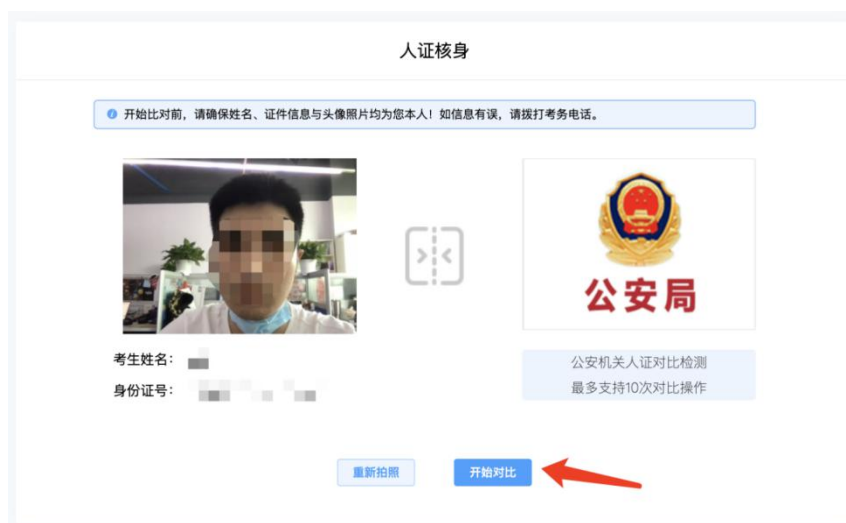 人证核身
开始比对前，请确保姓名、证件信息与头像照片均为您本人！如信息有误，请拨打考务电话。
公安局
考生姓名：
身份证号：
公安机关人证对比检测
最多支持10次对比操作
重新拍照
开始对比